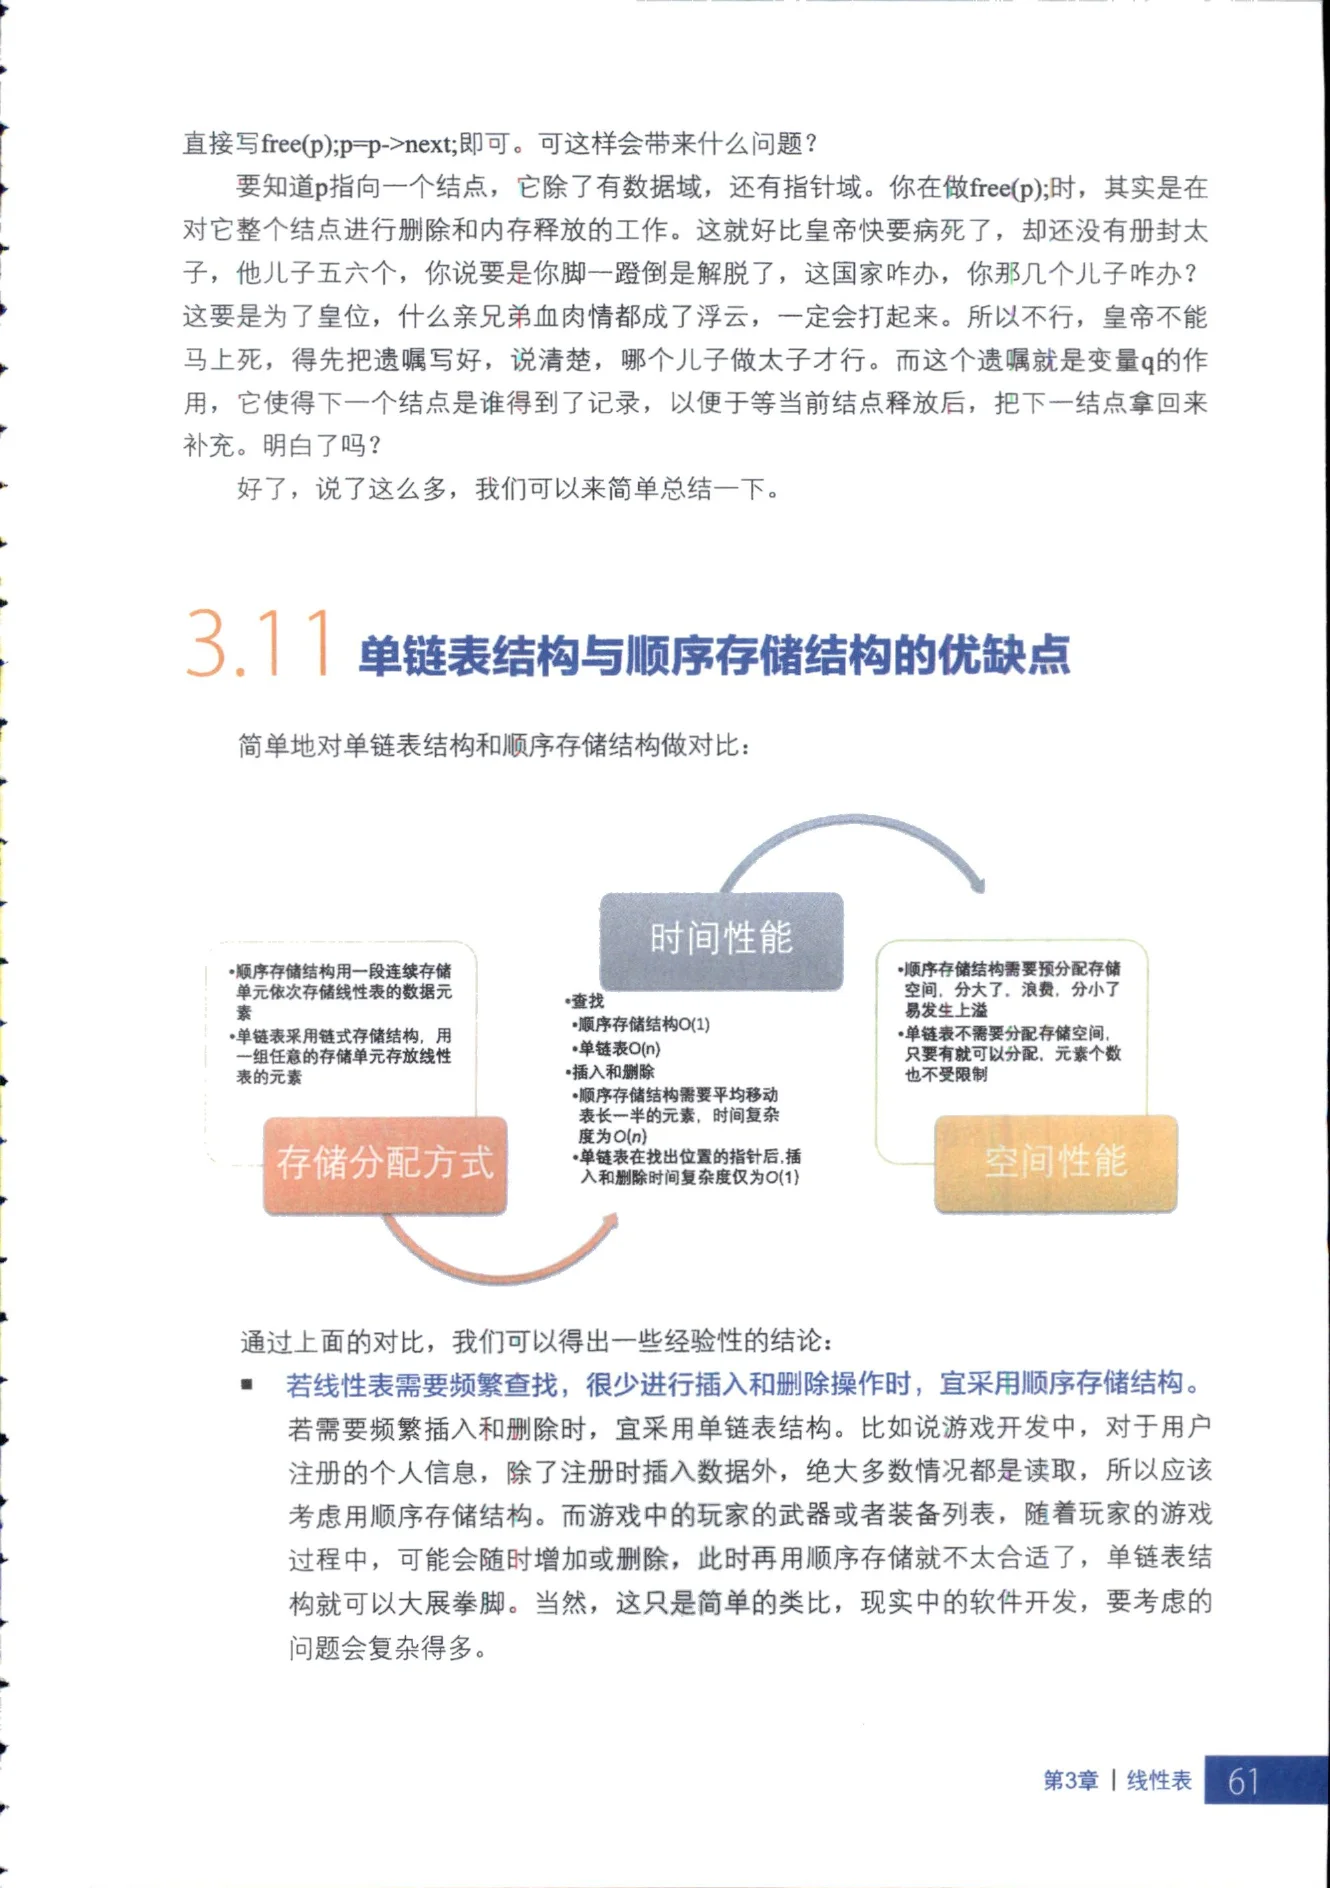 直接写free(p);p=p->next;即可。可这样会带来什么问题？
要知道p指向一个结点，它除了有数据域，还有指针域。你在做free(p);时，其实是在
对它整个结点进行删除和内存释放的工作。这就好比皇帝快要病死了，却还没有册封太
子，他儿子五六个，你说要是你脚一蹬倒是解脱了，这国家咋办，你那几个儿子咋办？
这要是为了皇位，什么亲兄弟血肉情都成了浮云，一定会打起来。所以不行，皇帝不能
马上死，得先把遗嘱写好，说清楚，哪个儿子做太子才行。而这个遗嘱就是变量q的作
用，它使得下一个结点是谁得到了记录，以便于等当前结点释放后，把下一结点拿回来
补充。明白了吗？
好了，说了这么多，我们可以来简单总结一下。
3.11 单链表结构与顺序存储结构的优缺点
简单地对单链表结构和顺序存储结构做对比：
•顺序存储结构用一段连续存储
单元依次存储线性表的数据元
素
•单链表采用链式存储结构，用
一组任意的存储单元存放线性
表的元素
存储分配方式
时间性能
•查找
•顺序存储结构O(1)
•单链表O(n)
•插入和删除
•顺序存储结构需要平均移动
表长一半的元素，时间复杂
度为O(n)
•单链表在找出位置的指针后,插
入和删除时间复杂度仅为O(1)
•顺序存储结构需要预分配存储
空间，分大了，浪费，分小了
易发生上溢
•单链表不需要分配存储空间，
只要有就可以分配，元素个数
也不受限制
空间性能
通过上面的对比，我们可以得出一些经验性的结论：
■ 若线性表需要频繁查找，很少进行插入和删除操作时，宜采用顺序存储结构。
若需要频繁插入和删除时，宜采用单链表结构。比如说游戏开发中，对于用户
注册的个人信息，除了注册时插入数据外，绝大多数情况都是读取，所以应该
考虑用顺序存储结构。而游戏中的玩家的武器或者装备列表，随着玩家的游戏
过程中，可能会随时增加或删除，此时再用顺序存储就不太合适了，单链表结
构就可以大展拳脚。当然，这只是简单的类比，现实中的软件开发，要考虑的
问题会复杂得多。
第3章 | 线性表 61